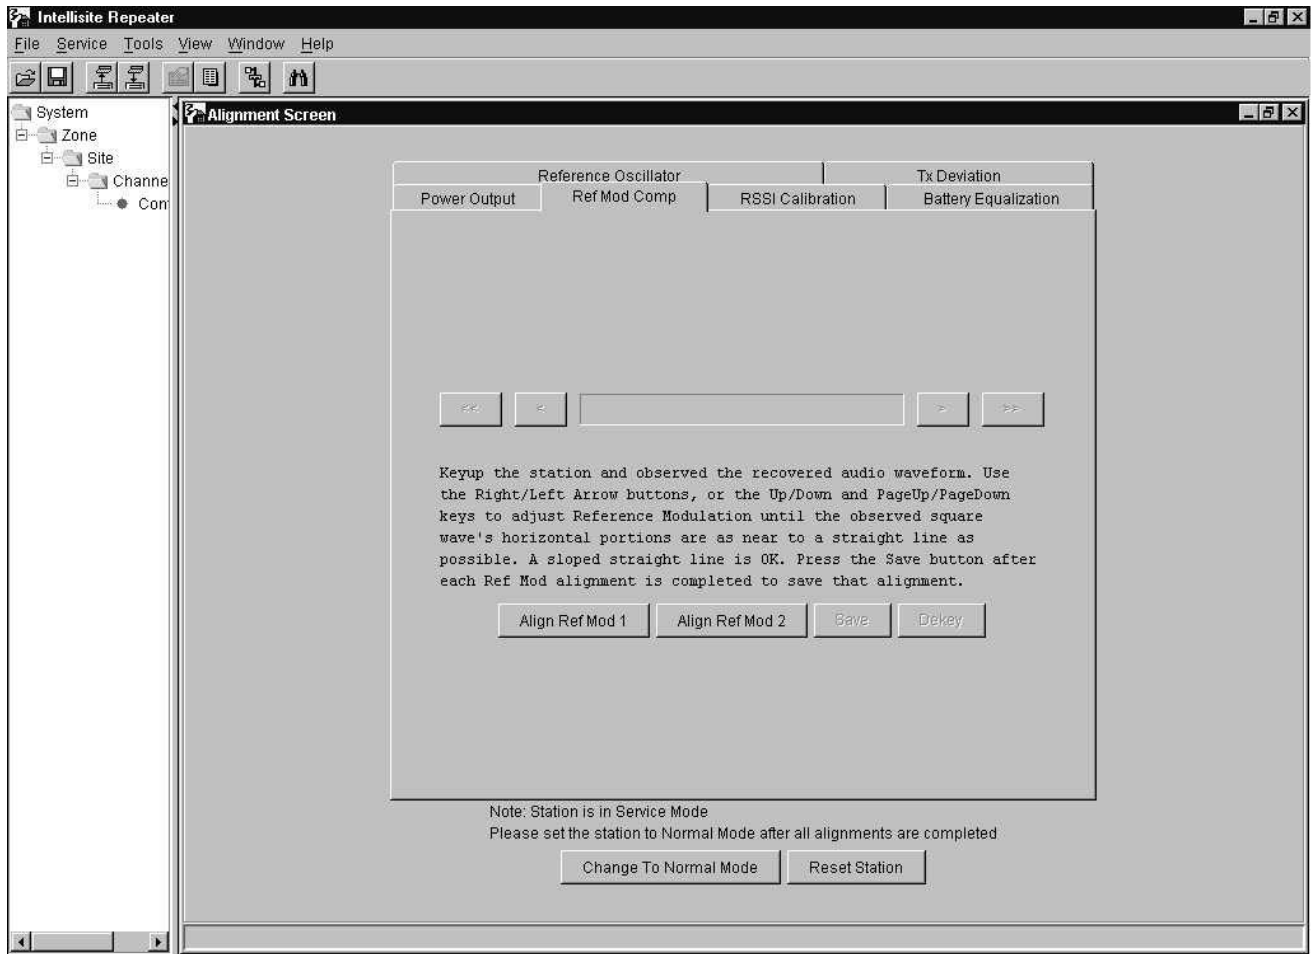 Intellisite Repeater
File Service Tools View Window Help
System
Zone
Site
Channe
Con
Alignment Screen
Reference Oscillator Tx Deviation
Power Output Ref Mod Comp RSSI Calibration Battery Equalization
<< < > >>
Keyup the station and observed the recovered audio waveform. Use
the Right/Left Arrow buttons, or the Up/Down and PageUp/PageDown
keys to adjust Reference Modulation until the observed square
wave's horizontal portions are as near to a straight line as
possible. A sloped straight line is OK. Press the Save button after
each Ref Mod alignment is completed to save that alignment.
Align Ref Mod 1 Align Ref Mod 2 Save Dekey
Note: Station is in Service Mode
Please set the station to Normal Mode after all alignments are completed
Change To Normal Mode Reset Station